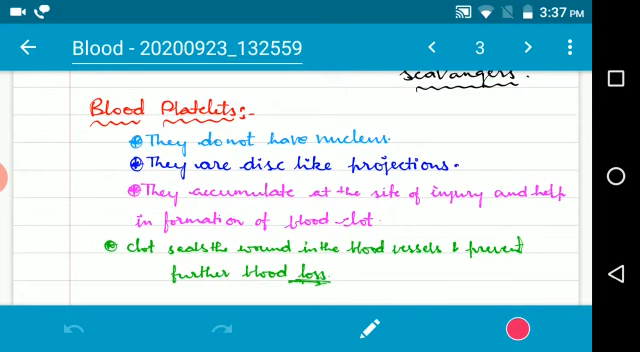 3:37 PM
Blood - 20200923_132559
3
scavangers.
Blood Platelits:-
They do not have nucleus.
They are disc like projections.
They accumulate at the site of injury and help
in formation of blood clot.
Clot seals the wound in the blood vessels & prevent
further blood loss